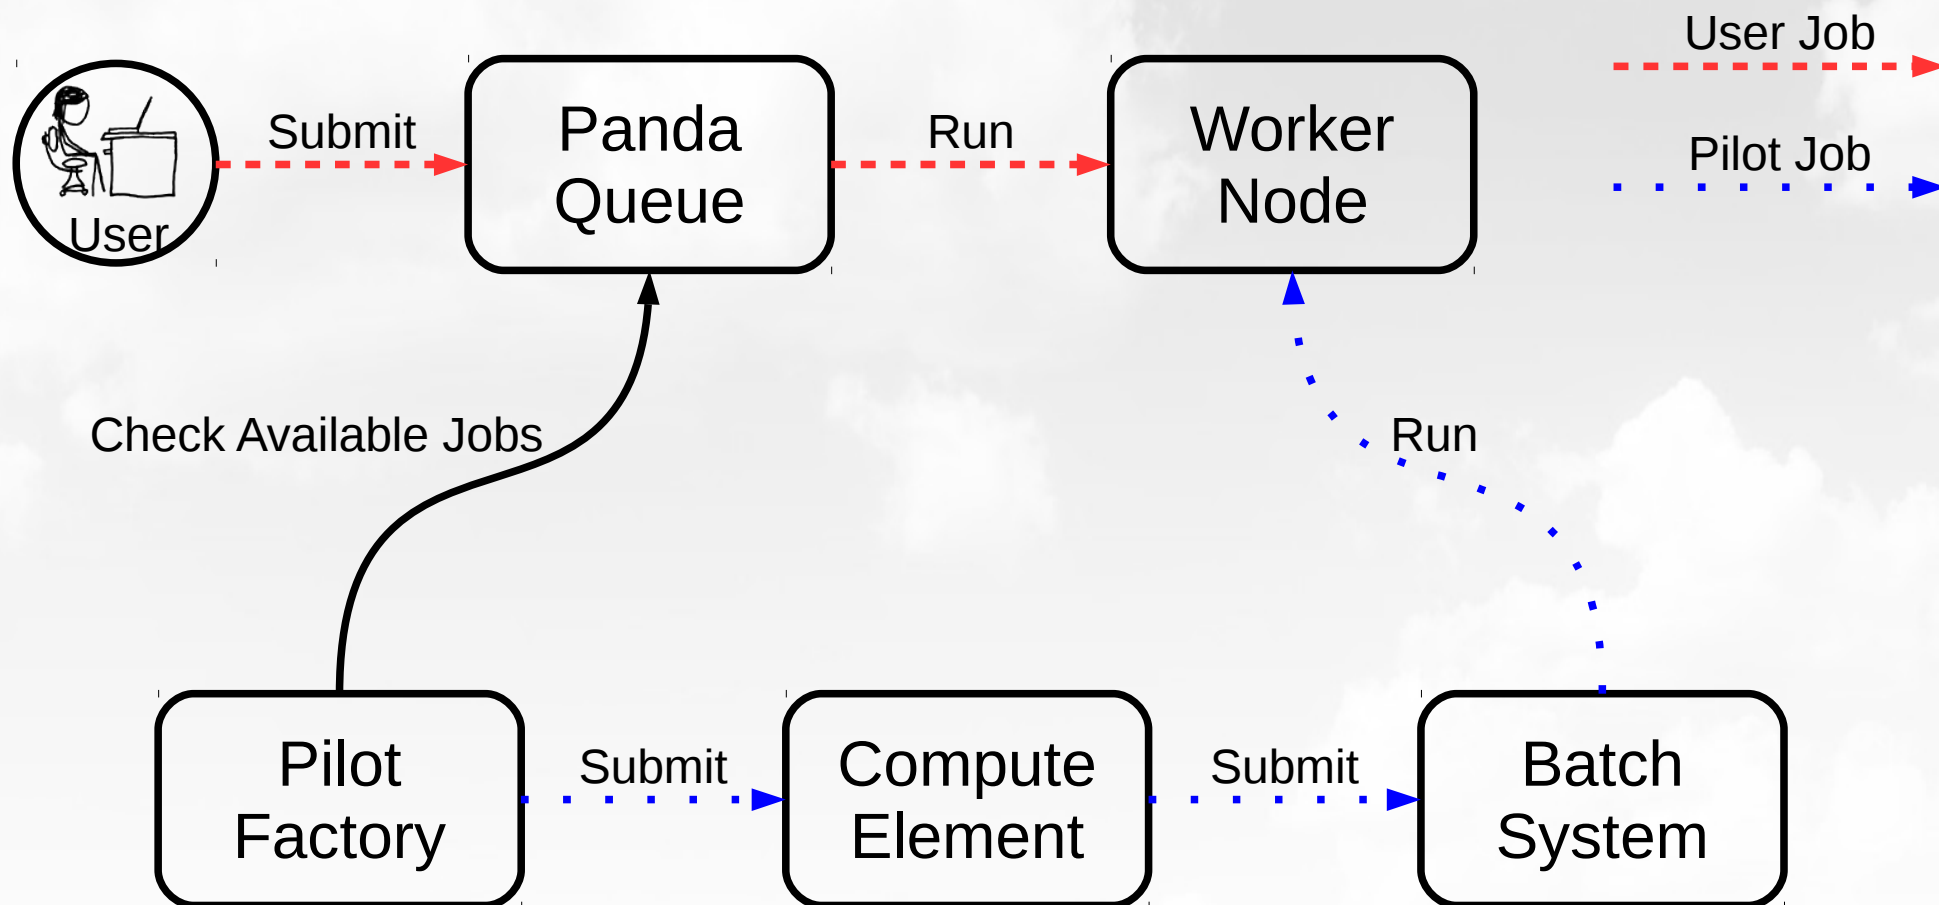 User Job
Submit
Panda
Queue
Run
Worker
Node
Pilot Job
User
Check Available Jobs
Run
Pilot
Factory
Submit
Compute
Element
Submit
Batch
System